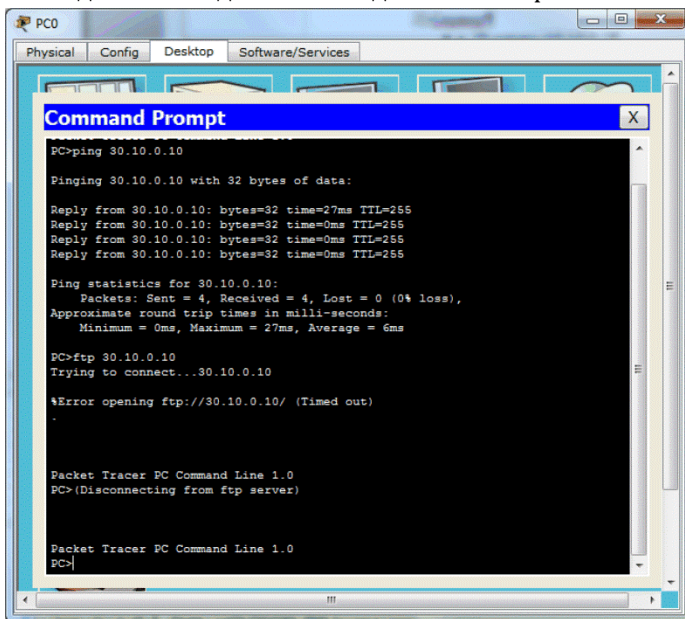 PC0
Physical Config Desktop Software/Services
Command Prompt X
PC>ping 30.10.0.10
Pinging 30.10.0.10 with 32 bytes of data:
Reply from 30.10.0.10: bytes=32 time=27ms TTL=255
Reply from 30.10.0.10: bytes=32 time=0ms TTL=255
Reply from 30.10.0.10: bytes=32 time=0ms TTL=255
Reply from 30.10.0.10: bytes=32 time=0ms TTL=255
Ping statistics for 30.10.0.10:
Packets: Sent = 4, Received = 4, Lost = 0 (0% loss),
Approximate round trip times in milli-seconds:
Minimum = 0ms, Maximum = 27ms, Average = 6ms
PC>ftp 30.10.0.10
Trying to connect...30.10.0.10
%Error opening ftp://30.10.0.10/ (Timed out)
.
Packet Tracer PC Command Line 1.0
PC>(Disconnecting from ftp server)
Packet Tracer PC Command Line 1.0
PC>